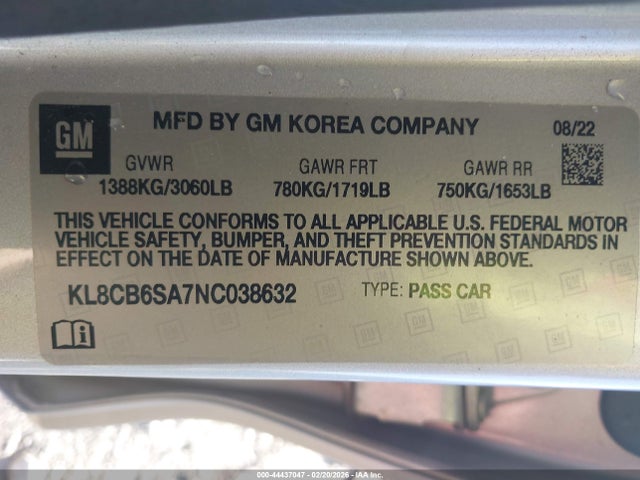 GM
MFD BY GM KOREA COMPANY 08/22
GVWR GAWR FRT GAWR RR
1388KG/3060LB 780KG/1719LB 750KG/1653LB
THIS VEHICLE CONFORMS TO ALL APPLICABLE U.S. FEDERAL MOTOR
VEHICLE SAFETY, BUMPER, AND THEFT PREVENTION STANDARDS IN
EFFECT ON THE DATE OF MANUFACTURE SHOWN ABOVE.
KL8CB6SA7NC038632 TYPE: PASS CAR
000-44437047 - 02/20/2026 - IAAI.com